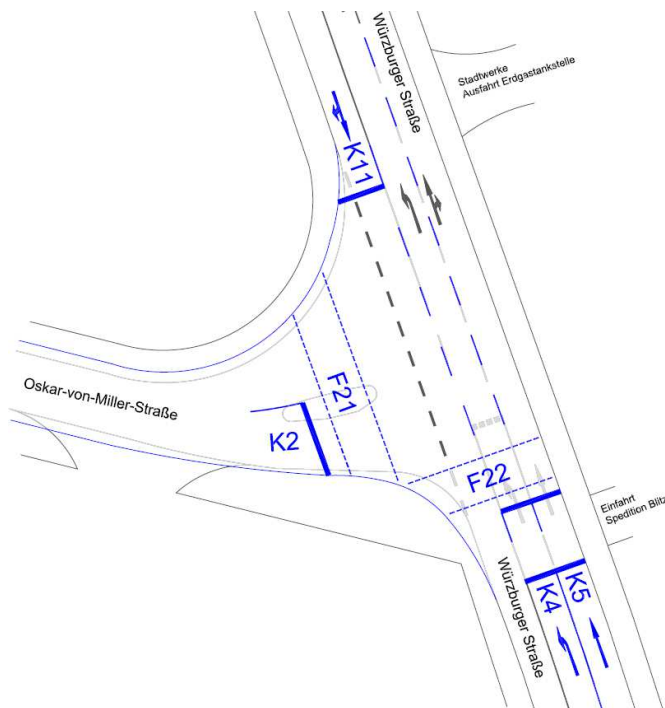 Würzburger Straße
Stadtwerke
Ausfahrt Erdgastankstelle
K11
F21
Oskar-von-Miller-Straße
K2
F22
Einfahrt
Spedition Blitz
K4
K5
Würzburger Straße